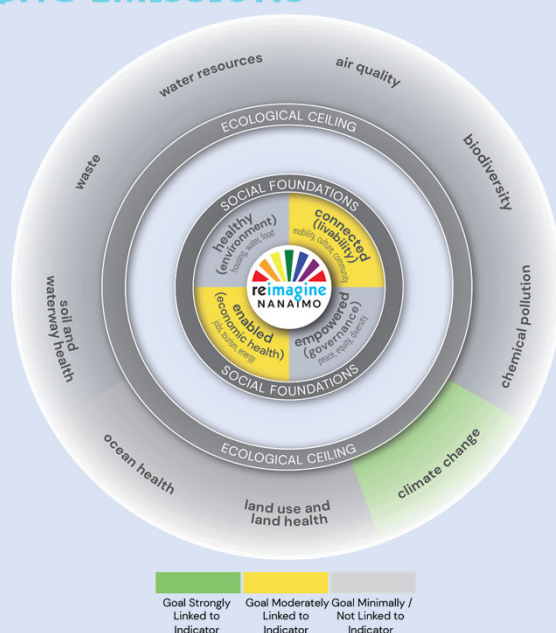 EMISSIONS
water resources
air quality
waste
biodiversity
ECOLOGICAL CEILING
SOCIAL FOUNDATIONS
healthy
(environment)
housing, water, food
connected
(livability)
mobility, culture, community
reimagine
NANAIMO
soil and
waterway health
enabled
(economic health)
jobs, tourism, energy
empowered
(governance)
peace, equity, diversity
chemical pollution
SOCIAL FOUNDATIONS
ECOLOGICAL CEILING
ocean health
land use and
land health
climate change
Goal Strongly
Linked to
Indicator
Goal Moderately
Linked to
Indicator
Goal Minimally /
Not Linked to
Indicator